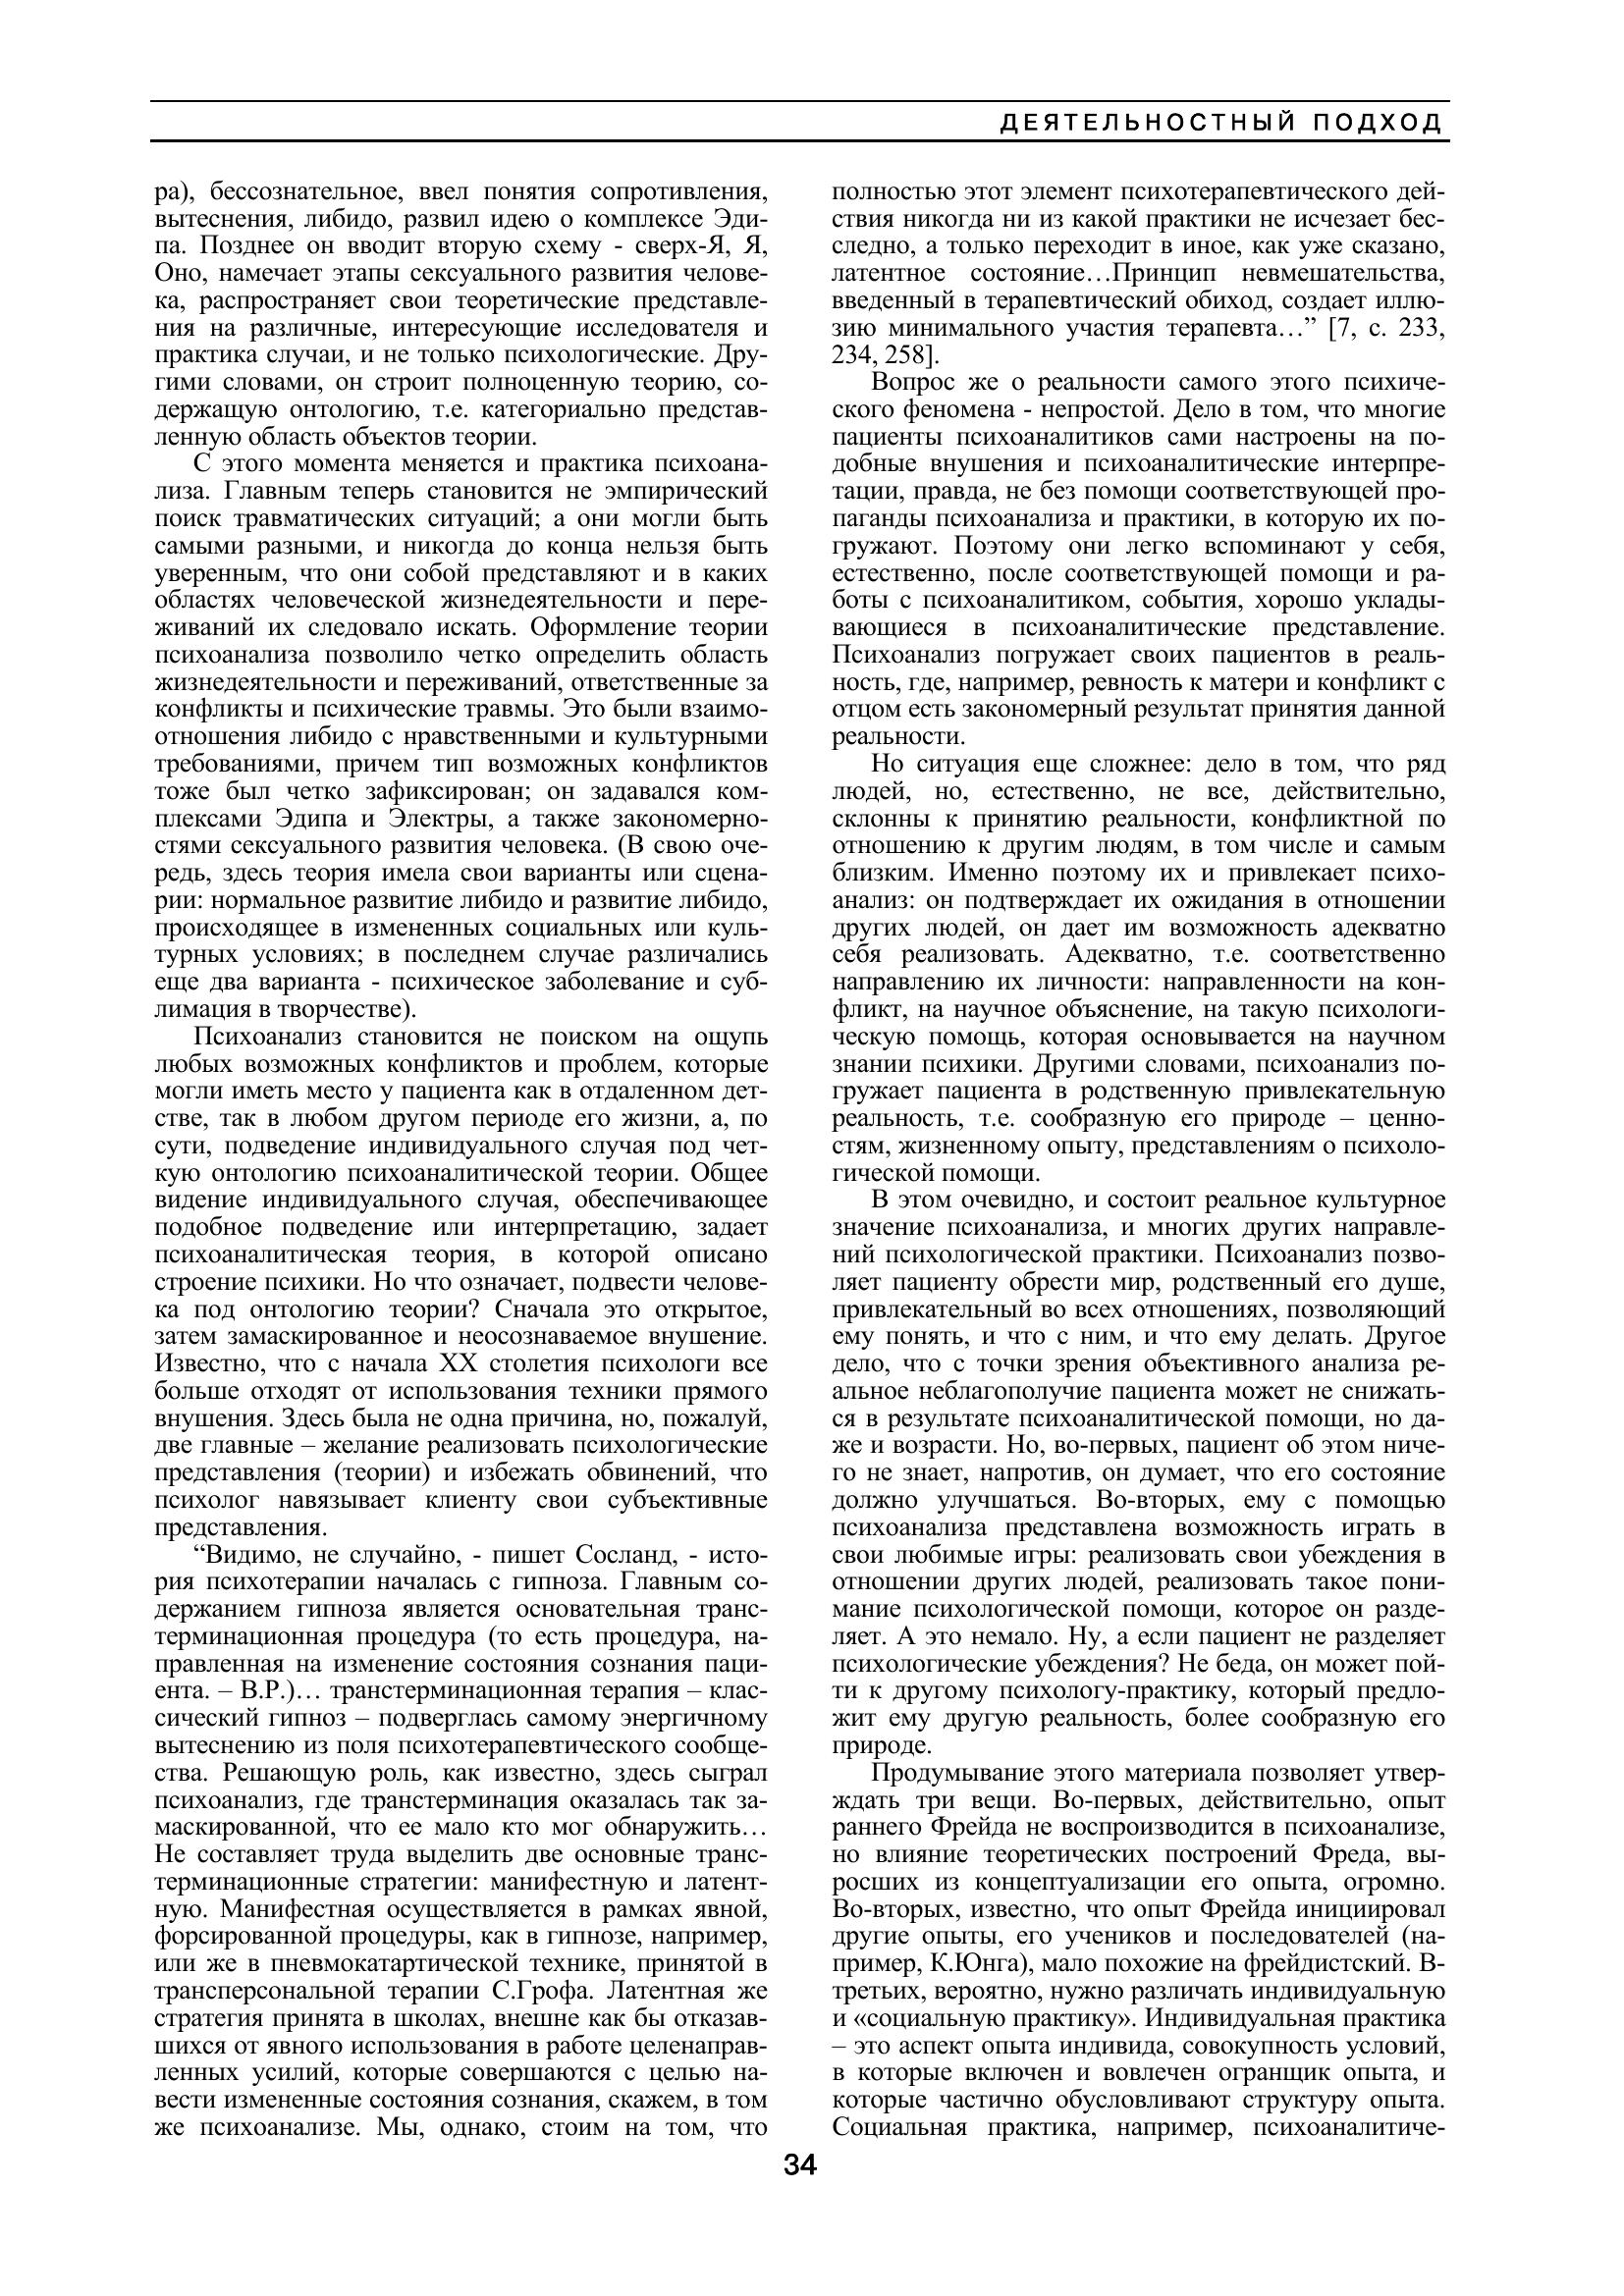 ДЕЯТЕЛЬНОСТНЫЙ ПОДХОД
ра), бессознательное, ввел понятия сопротивления,
вытеснения, либидо, развил идею о комплексе Эди-
па. Позднее он вводит вторую схему - сверх-Я, Я,
Оно, намечает этапы сексуального развития челове-
ка, распространяет свои теоретические представле-
ния на различные, интересующие исследователя и
практика случаи, и не только психологические. Дру-
гими словами, он строит полноценную теорию, со-
держащую онтологию, т.е. категориально представ-
ленную область объектов теории.
С этого момента меняется и практика психоана-
лиза. Главным теперь становится не эмпирический
поиск травматических ситуаций; а они могли быть
самыми разными, и никогда до конца нельзя быть
уверенным, что они собой представляют и в каких
областях человеческой жизнедеятельности и пере-
живаний их следовало искать. Оформление теории
психоанализа позволило четко определить область
жизнедеятельности и переживаний, ответственные за
конфликты и психические травмы. Это были взаимо-
отношения либидо с нравственными и культурными
требованиями, причем тип возможных конфликтов
тоже был четко зафиксирован; он задавался ком-
плексами Эдипа и Электры, а также закономерно-
стями сексуального развития человека. (В свою оче-
редь, здесь теория имела свои варианты или сцена-
рии: нормальное развитие либидо и развитие либидо,
происходящее в измененных социальных или куль-
турных условиях; в последнем случае различались
еще два варианта - психическое заболевание и суб-
лимация в творчестве).
Психоанализ становится не поиском на ощупь
любых возможных конфликтов и проблем, которые
могли иметь место у пациента как в отдаленном дет-
стве, так в любом другом периоде его жизни, а, по
сути, подведение индивидуального случая под чет-
кую онтологию психоаналитической теории. Общее
видение индивидуального случая, обеспечивающее
подобное подведение или интерпретацию, задает
психоаналитическая теория, в которой описано
строение психики. Но что означает, подвести челове-
ка под онтологию теории? Сначала это открытое,
затем замаскированное и неосознаваемое внушение.
Известно, что с начала XX столетия психологи все
больше отходят от использования техники прямого
внушения. Здесь была не одна причина, но, пожалуй,
две главные – желание реализовать психологические
представления (теории) и избежать обвинений, что
психолог навязывает клиенту свои субъективные
представления.
“Видимо, не случайно, - пишет Сосланд, - исто-
рия психотерапии началась с гипноза. Главным со-
держанием гипноза является основательная транс-
терминационная процедура (то есть процедура, на-
правленная на изменение состояния сознания паци-
ента. – В.Р.)… транстерминационная терапия – клас-
сический гипноз – подверглась самому энергичному
вытеснению из поля психотерапевтического сообще-
ства. Решающую роль, как известно, здесь сыграл
психоанализ, где транстерминация оказалась так за-
маскированной, что ее мало кто мог обнаружить…
Не составляет труда выделить две основные транс-
терминационные стратегии: манифестную и латент-
ную. Манифестная осуществляется в рамках явной,
форсированной процедуры, как в гипнозе, например,
или же в пневмокатартической технике, принятой в
трансперсональной терапии С.Грофа. Латентная же
стратегия принята в школах, внешне как бы отказав-
шихся от явного использования в работе целенаправ-
ленных усилий, которые совершаются с целью на-
вести измененные состояния сознания, скажем, в том
же психоанализе. Мы, однако, стоим на том, что
полностью этот элемент психотерапевтического дей-
ствия никогда ни из какой практики не исчезает бес-
следно, а только переходит в иное, как уже сказано,
латентное состояние…Принцип невмешательства,
введенный в терапевтический обиход, создает иллю-
зию минимального участия терапевта…” [7, с. 233,
234, 258].
Вопрос же о реальности самого этого психиче-
ского феномена - непростой. Дело в том, что многие
пациенты психоаналитиков сами настроены на по-
добные внушения и психоаналитические интерпре-
тации, правда, не без помощи соответствующей про-
паганды психоанализа и практики, в которую их по-
гружают. Поэтому они легко вспоминают у себя,
естественно, после соответствующей помощи и ра-
боты с психоаналитиком, события, хорошо уклады-
вающиеся в психоаналитические представление.
Психоанализ погружает своих пациентов в реаль-
ность, где, например, ревность к матери и конфликт с
отцом есть закономерный результат принятия данной
реальности.
Но ситуация еще сложнее: дело в том, что ряд
людей, но, естественно, не все, действительно,
склонны к принятию реальности, конфликтной по
отношению к другим людям, в том числе и самым
близким. Именно поэтому их и привлекает психо-
анализ: он подтверждает их ожидания в отношении
других людей, он дает им возможность адекватно
себя реализовать. Адекватно, т.е. соответственно
направлению их личности: направленности на кон-
фликт, на научное объяснение, на такую психологи-
ческую помощь, которая основывается на научном
знании психики. Другими словами, психоанализ по-
гружает пациента в родственную привлекательную
реальность, т.е. сообразную его природе – ценно-
стям, жизненному опыту, представлениям о психоло-
гической помощи.
В этом очевидно, и состоит реальное культурное
значение психоанализа, и многих других направле-
ний психологической практики. Психоанализ позво-
ляет пациенту обрести мир, родственный его душе,
привлекательный во всех отношениях, позволяющий
ему понять, и что с ним, и что ему делать. Другое
дело, что с точки зрения объективного анализа ре-
альное неблагополучие пациента может не снижать-
ся в результате психоаналитической помощи, но да-
же и возрасти. Но, во-первых, пациент об этом ниче-
го не знает, напротив, он думает, что его состояние
должно улучшаться. Во-вторых, ему с помощью
психоанализа представлена возможность играть в
свои любимые игры: реализовать свои убеждения в
отношении других людей, реализовать такое пони-
мание психологической помощи, которое он разде-
ляет. А это немало. Ну, а если пациент не разделяет
психологические убеждения? Не беда, он может пой-
ти к другому психологу-практику, который предло-
жит ему другую реальность, более сообразную его
природе.
Продумывание этого материала позволяет утвер-
ждать три вещи. Во-первых, действительно, опыт
раннего Фрейда не воспроизводится в психоанализе,
но влияние теоретических построений Фреда, вы-
росших из концептуализации его опыта, огромно.
Во-вторых, известно, что опыт Фрейда инициировал
другие опыты, его учеников и последователей (на-
пример, К.Юнга), мало похожие на фрейдистский. В-
третьих, вероятно, нужно различать индивидуальную
и «социальную практику». Индивидуальная практика
– это аспект опыта индивида, совокупность условий,
в которые включен и вовлечен огранщик опыта, и
которые частично обусловливают структуру опыта.
Социальная практика, например, психоаналитиче-
34